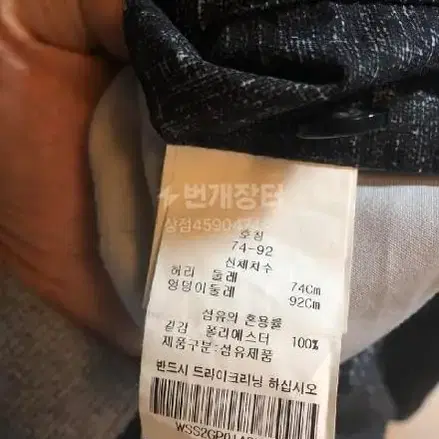 번개장터
호칭
74-92
신체치수
허리 둘레 74Cm
엉덩이둘레 92Cm
섬유의 혼용률
겉감 폴리에스터 100%
제품구분:섬유제품
반드시 드라이크리닝 하십시오